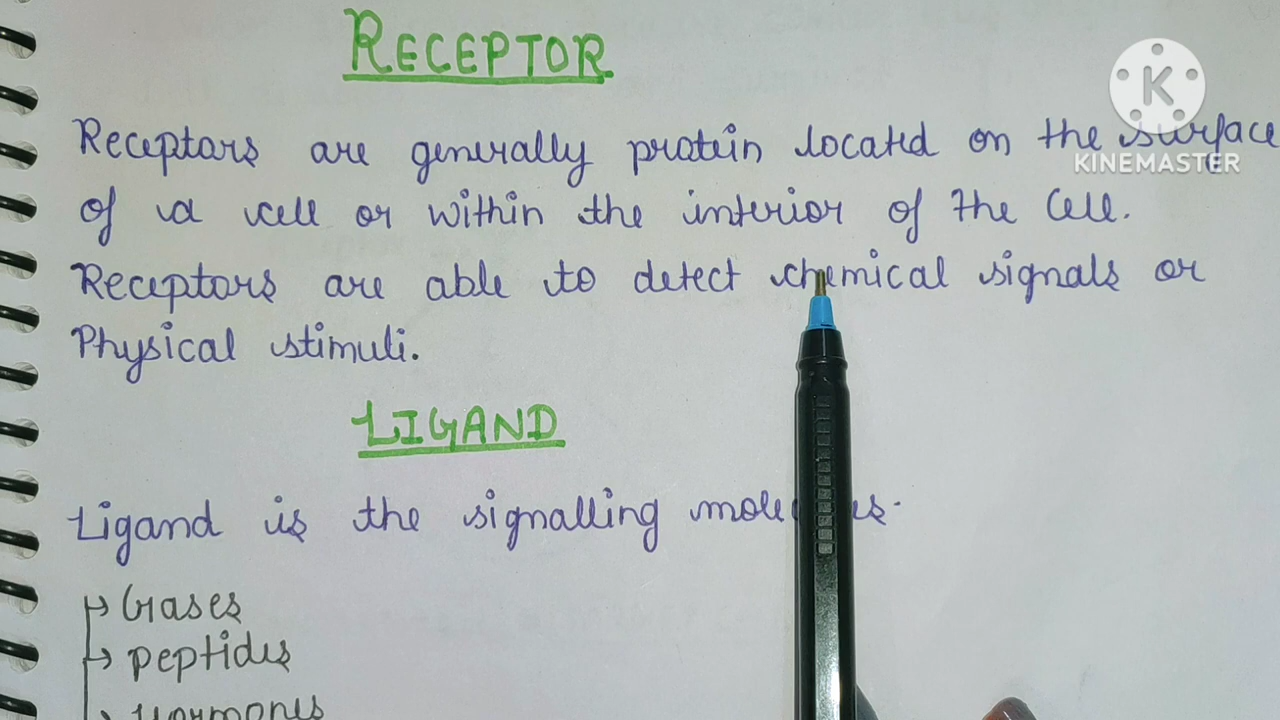 RECEPTOR
Receptors are generally protein located on the surface
KINEMASTER
of a cell or within the interior of the Cell.
Receptors are able to detect chemical signals or
Physical stimuli.
LIGAND
Ligand is the signalling
Gases
peptides
Hormones